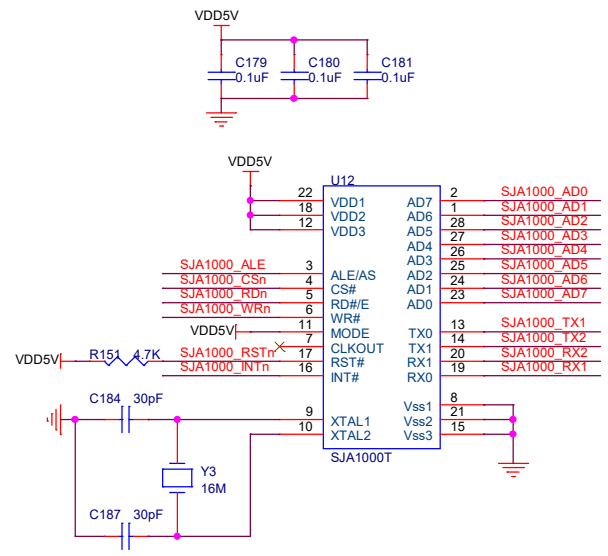 VDD5V
C179 C180 C181
0.1uF 0.1uF 0.1uF
VDD5V
U12
22 VDD1 AD7 2 SJA1000_AD0
18 VDD2 AD6 1 SJA1000_AD1
12 VDD3 AD5 28 SJA1000_AD2
AD4 27 SJA1000_AD3
AD3 26 SJA1000_AD4
SJA1000_ALE 3 ALE/AS AD2 25 SJA1000_AD5
SJA1000_CSn 4 CS# AD1 24 SJA1000_AD6
SJA1000_RDn 5 RD#/E AD0 23 SJA1000_AD7
SJA1000_WRn 6 WR#
VDD5V 11 MODE TX0 13 SJA1000_TX1
7 CLKOUT TX1 14 SJA1000_TX2
VDD5V R151 4.7K SJA1000_RSTn 17 RST# RX1 20 SJA1000_RX2
SJA1000_INTn 16 INT# RX0 19 SJA1000_RX1
C184 30pF
Vss1 8
9 XTAL1 Vss2 21
10 XTAL2 Vss3 15
SJA1000T
Y3
16M
C187 30pF